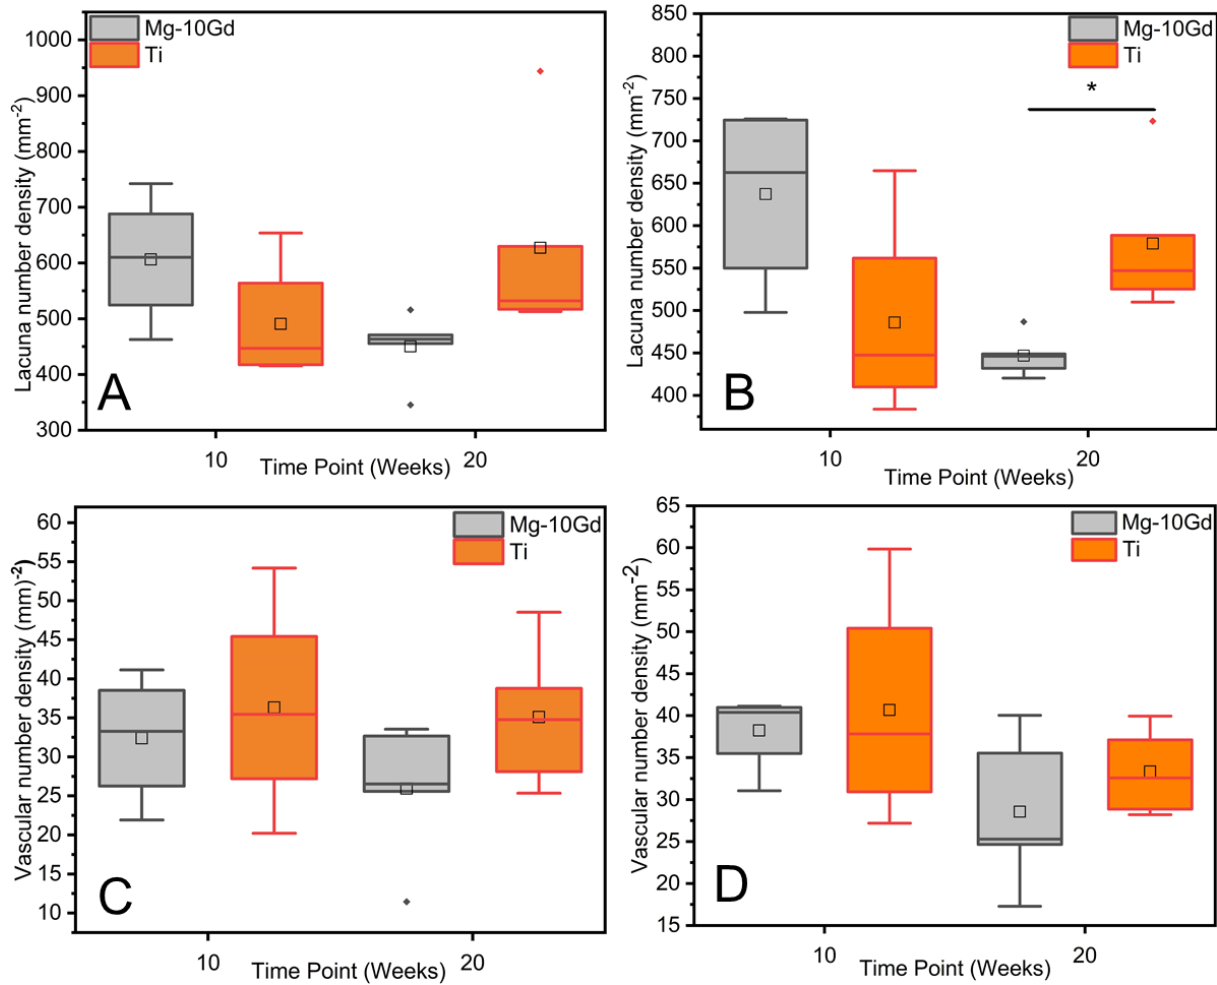 Mg-10Gd
Ti
1000
900
800
700
600
500
400
300
Lacuna number density (mm-2)
A
10
20
Time Point (Weeks)
Mg-10Gd
Ti
*
850
800
750
700
650
600
550
500
450
400
Lacuna number density (mm-2)
B
10
20
Time Point (Weeks)
Mg-10Gd
Ti
60
55
50
45
40
35
30
25
20
15
10
Vascular number density (mm)-2)
C
10
20
Time Point (Weeks)
Mg-10Gd
Ti
65
60
55
50
45
40
35
30
25
20
15
Vascular number density (mm-2)
D
10
20
Time Point (Weeks)